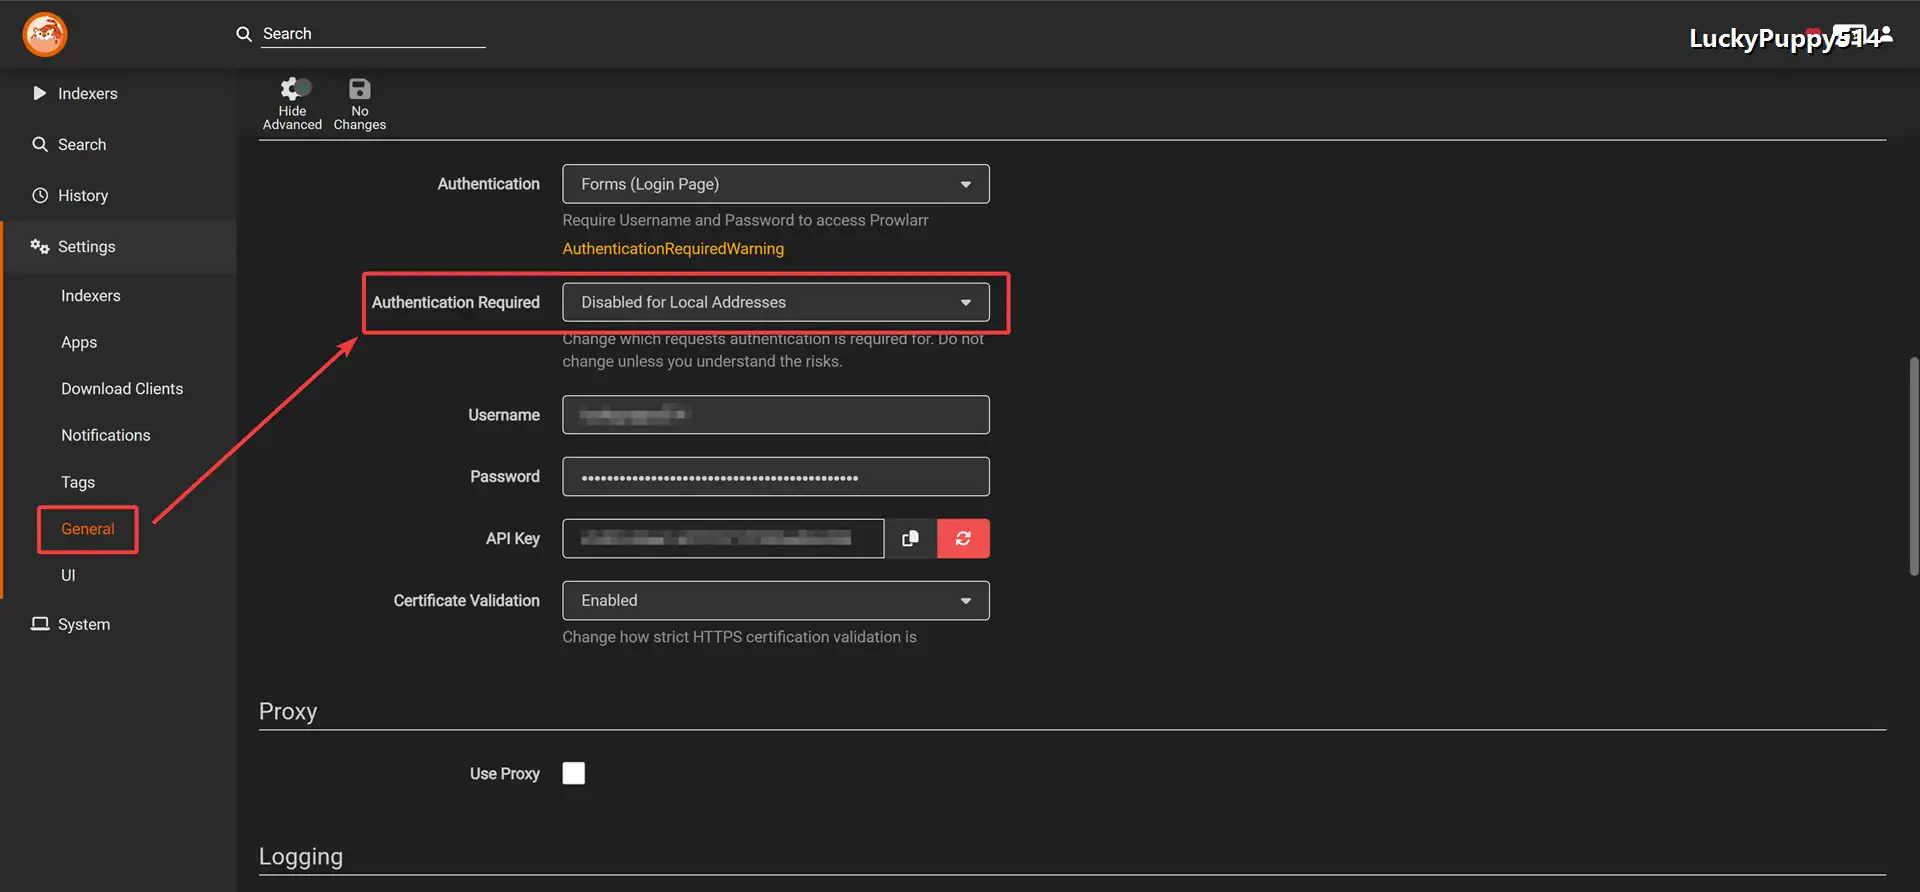 Search
LuckyPuppy514
Indexers
Search
History
Settings
Indexers
Apps
Download Clients
Notifications
Tags
General
UI
System
Hide
Advanced
No
Changes
Authentication
Forms (Login Page)
Require Username and Password to access Prowlarr
AuthenticationRequiredWarning
Authentication Required
Disabled for Local Addresses
Change which requests authentication is required for. Do not
change unless you understand the risks.
Username
Password
API Key
Certificate Validation
Enabled
Change how strict HTTPS certification validation is
Proxy
Use Proxy
Logging